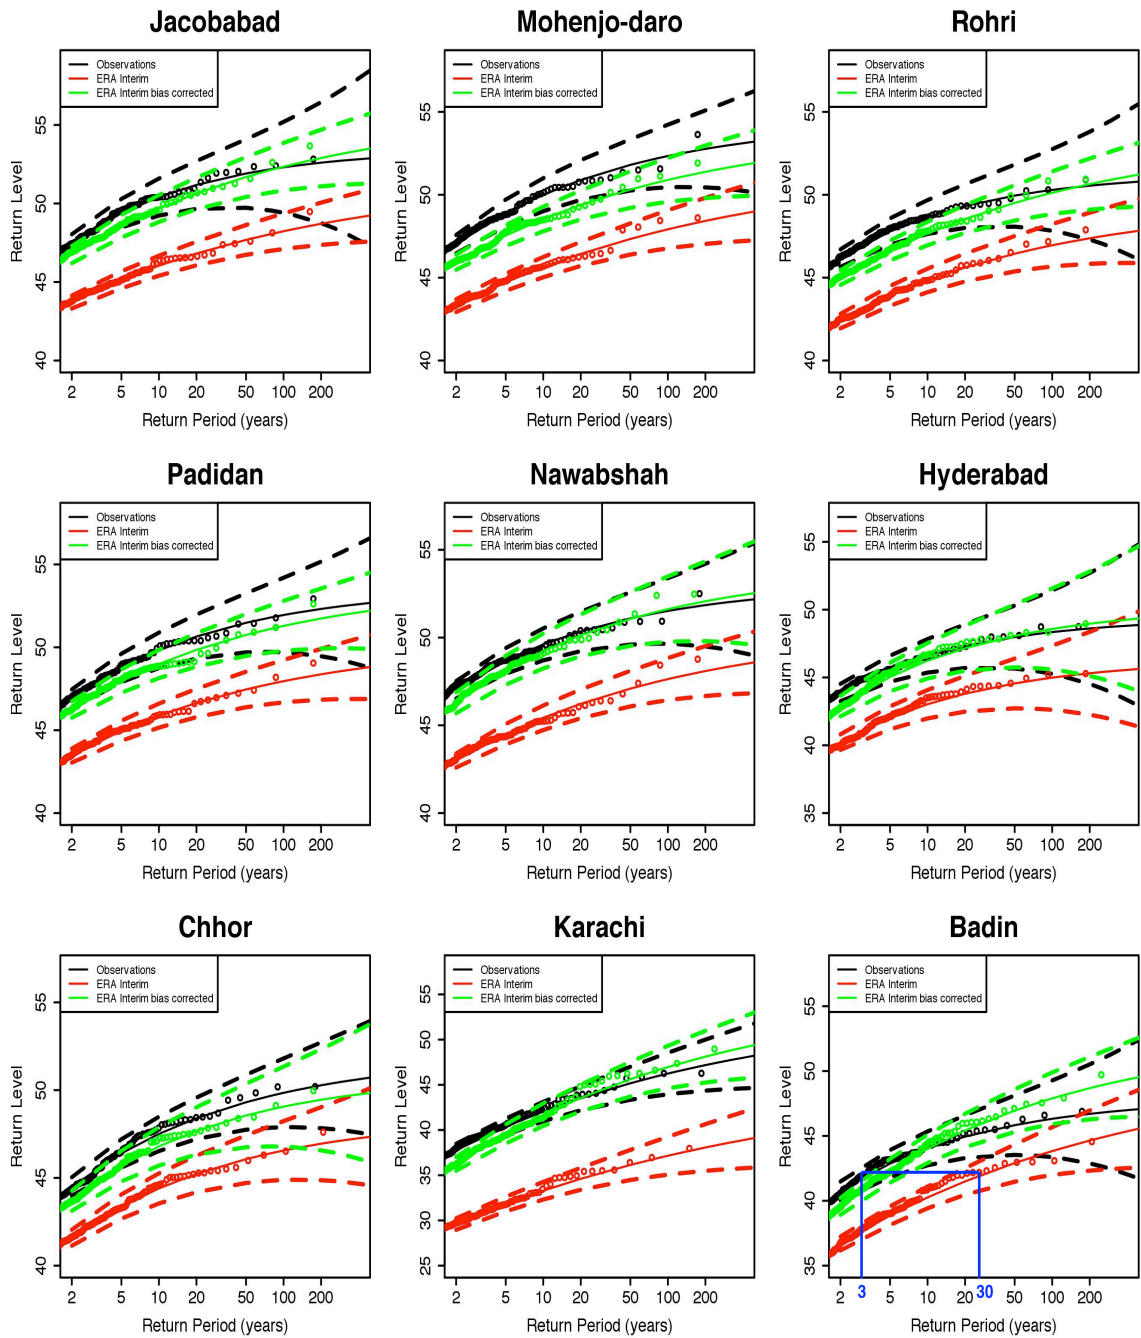 Jacobabad
Mohenjo-daro
Rohri
Observations
ERA Interim
ERA Interim bias corrected
Return Level
40 45 50 55
2 5 10 20 50 100 200
Return Period (years)
Observations
ERA Interim
ERA Interim bias corrected
Return Level
40 45 50 55
2 5 10 20 50 100 200
Return Period (years)
Observations
ERA Interim
ERA Interim bias corrected
Return Level
40 45 50 55
2 5 10 20 50 100 200
Return Period (years)
Padidan
Nawabshah
Hyderabad
Observations
ERA Interim
ERA Interim bias corrected
Return Level
40 45 50 55
2 5 10 20 50 100 200
Return Period (years)
Observations
ERA Interim
ERA Interim bias corrected
Return Level
40 45 50 55
2 5 10 20 50 100 200
Return Period (years)
Observations
ERA Interim
ERA Interim bias corrected
Return Level
35 40 45 50 55
2 5 10 20 50 100 200
Return Period (years)
Chhor
Karachi
Badin
Observations
ERA Interim
ERA Interim bias corrected
Return Level
40 45 50 55
2 5 10 20 50 100 200
Return Period (years)
Observations
ERA Interim
ERA Interim bias corrected
Return Level
25 30 35 40 45 50 55
2 5 10 20 50 100 200
Return Period (years)
Observations
ERA Interim
ERA Interim bias corrected
Return Level
35 40 45 50 55
3 30
2 5 10 20 50 100 200
Return Period (years)